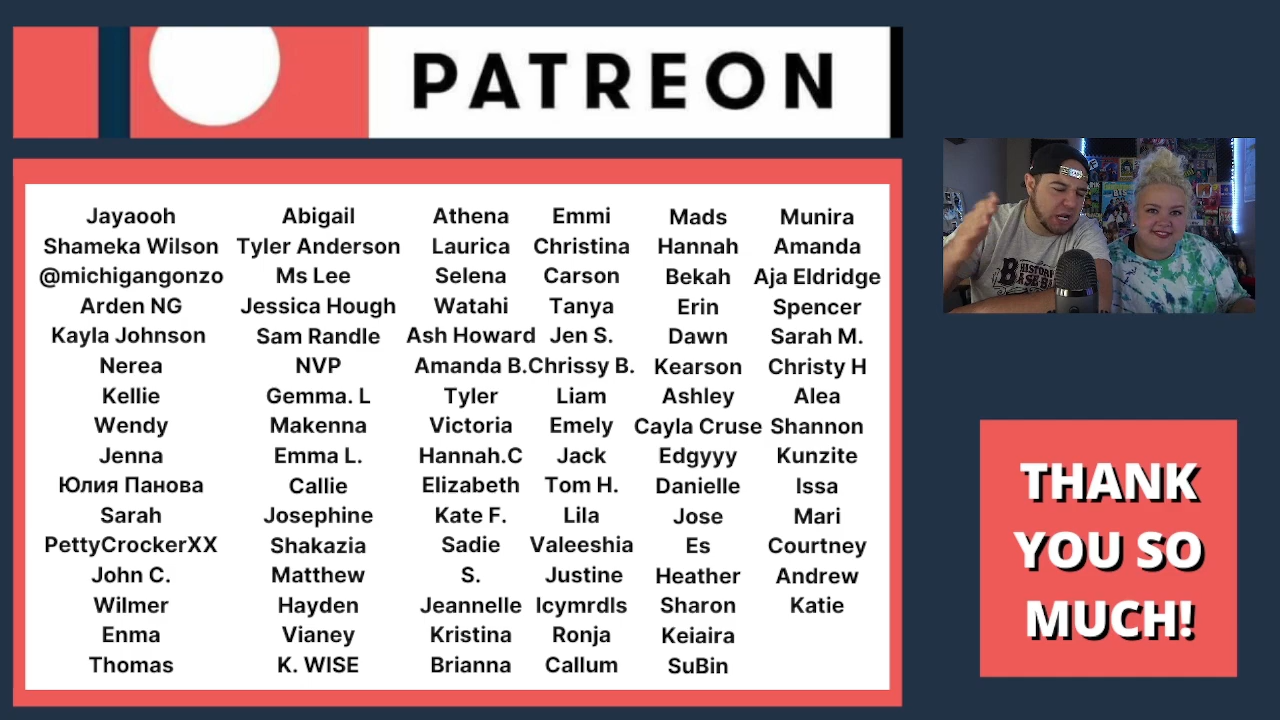 PATREON
Jayaooh
Shameka Wilson
@michigangonzo
Arden NG
Kayla Johnson
Nerea
Kellie
Wendy
Jenna
Юлия Панова
Sarah
PettyCrockerXX
John C.
Wilmer
Enma
Thomas
Abigail
Tyler Anderson
Ms Lee
Jessica Hough
Sam Randle
NVP
Gemma. L
Makenna
Emma L.
Callie
Josephine
Shakazia
Matthew
Hayden
Vianey
K. WISE
Athena
Laurica
Selena
Watahi
Ash Howard
Amanda B.
Tyler
Victoria
Hannah.C
Elizabeth
Kate F.
Sadie
S.
Jeannelle
Kristina
Brianna
Emmi
Christina
Carson
Tanya
Jen S.
Chrissy B.
Liam
Emely
Jack
Tom H.
Lila
Valeeshia
Justine
Icymrdls
Ronja
Callum
Mads
Hannah
Bekah
Erin
Dawn
Kearson
Ashley
Cayla Cruse
Edgyyy
Danielle
Jose
Es
Heather
Sharon
Keiaira
SuBin
Munira
Amanda
Aja Eldridge
Spencer
Sarah M.
Christy H
Alea
Shannon
Kunzite
Issa
Mari
Courtney
Andrew
Katie
THANK
YOU SO
MUCH!